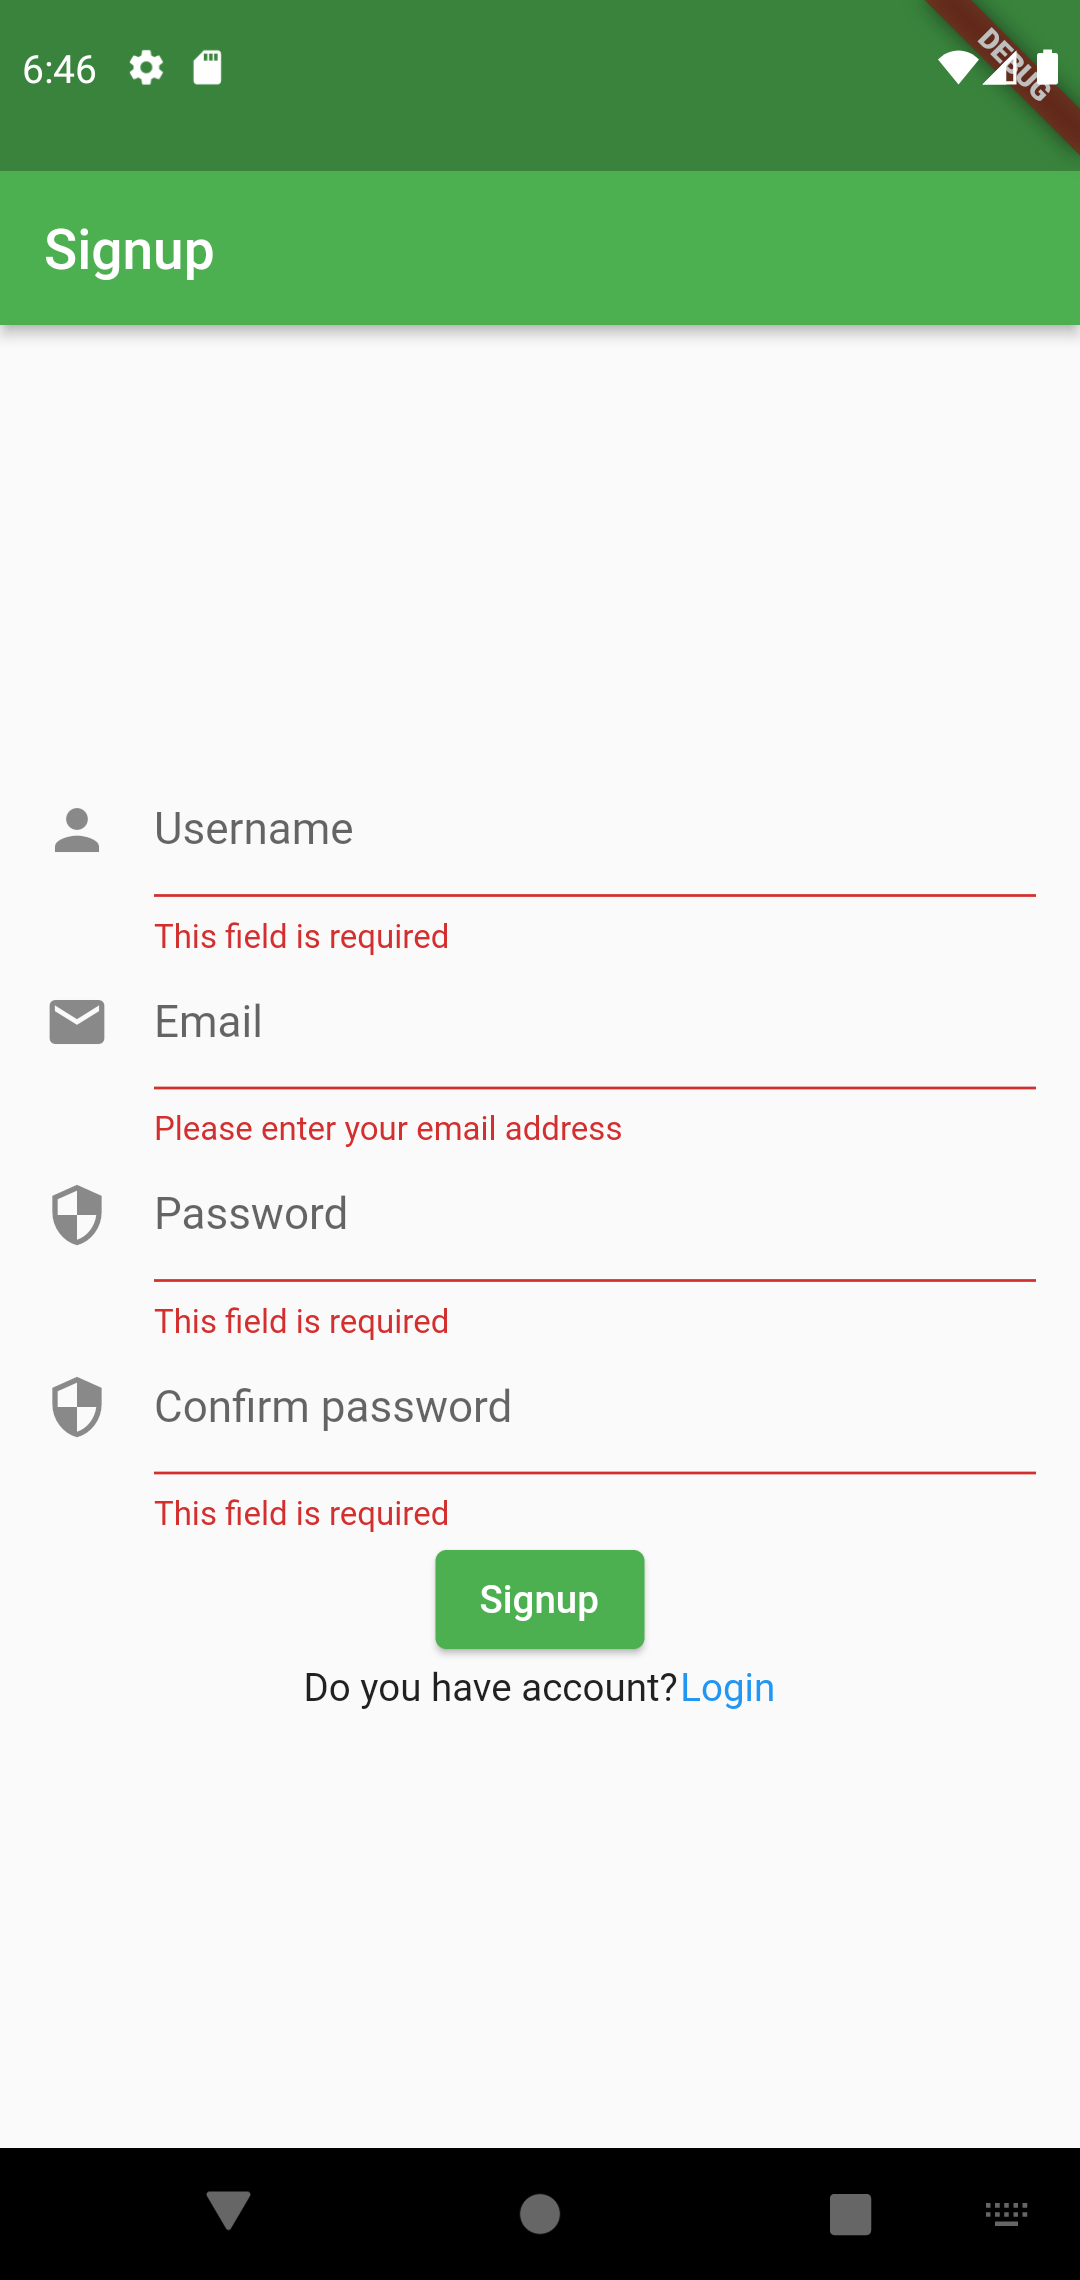 6:46
DEBUG
Signup
Username
This field is required
Email
Please enter your email address
Password
This field is required
Confirm password
This field is required
Signup
Do you have account?Login